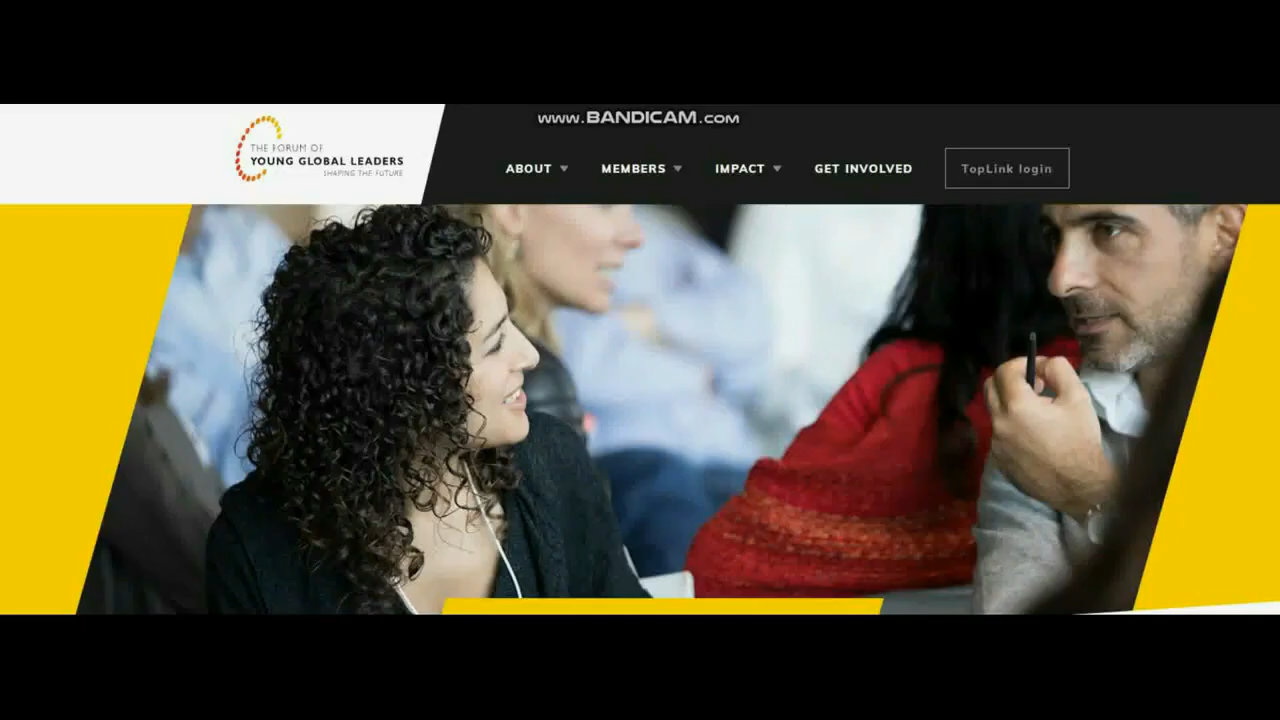 www.BANDICAM.com
THE FORUM OF
YOUNG GLOBAL LEADERS
SHAPING THE FUTURE
ABOUT
MEMBERS
IMPACT
GET INVOLVED
TopLink login